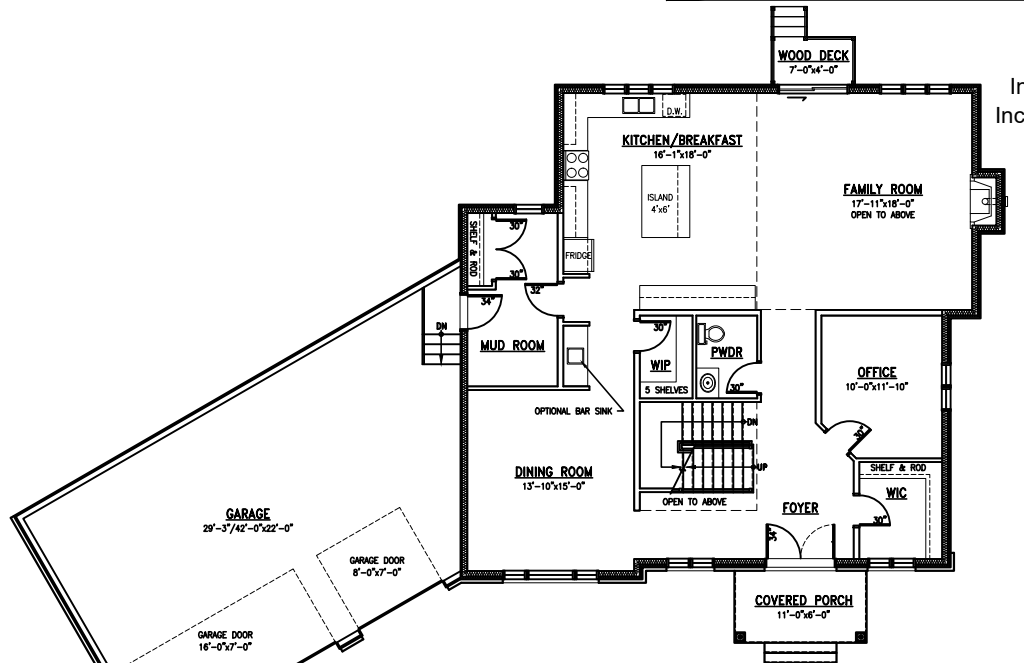 WOOD DECK
7'-0"x4'-0"
In
Inc
D.W.
KITCHEN/BREAKFAST
16'-1"x18'-0"
ISLAND
4'x6'
FAMILY ROOM
17'-11"x18'-0"
OPEN TO ABOVE
SHELF & ROD
30"
30"
FRIDGE
32"
34"
DN
MUD ROOM
30"
WIP
5 SHELVES
PWDR
30"
OFFICE
10'-0"x11'-10"
30"
OPTIONAL BAR SINK
DN
UP
OPEN TO ABOVE
DINING ROOM
13'-10"x15'-0"
SHELF & ROD
WIC
30"
FOYER
34"
GARAGE
29'-3"/42'-0"x22'-0"
GARAGE DOOR
8'-0"x7'-0"
GARAGE DOOR
16'-0"x7'-0"
COVERED PORCH
11'-0"x6'-0"